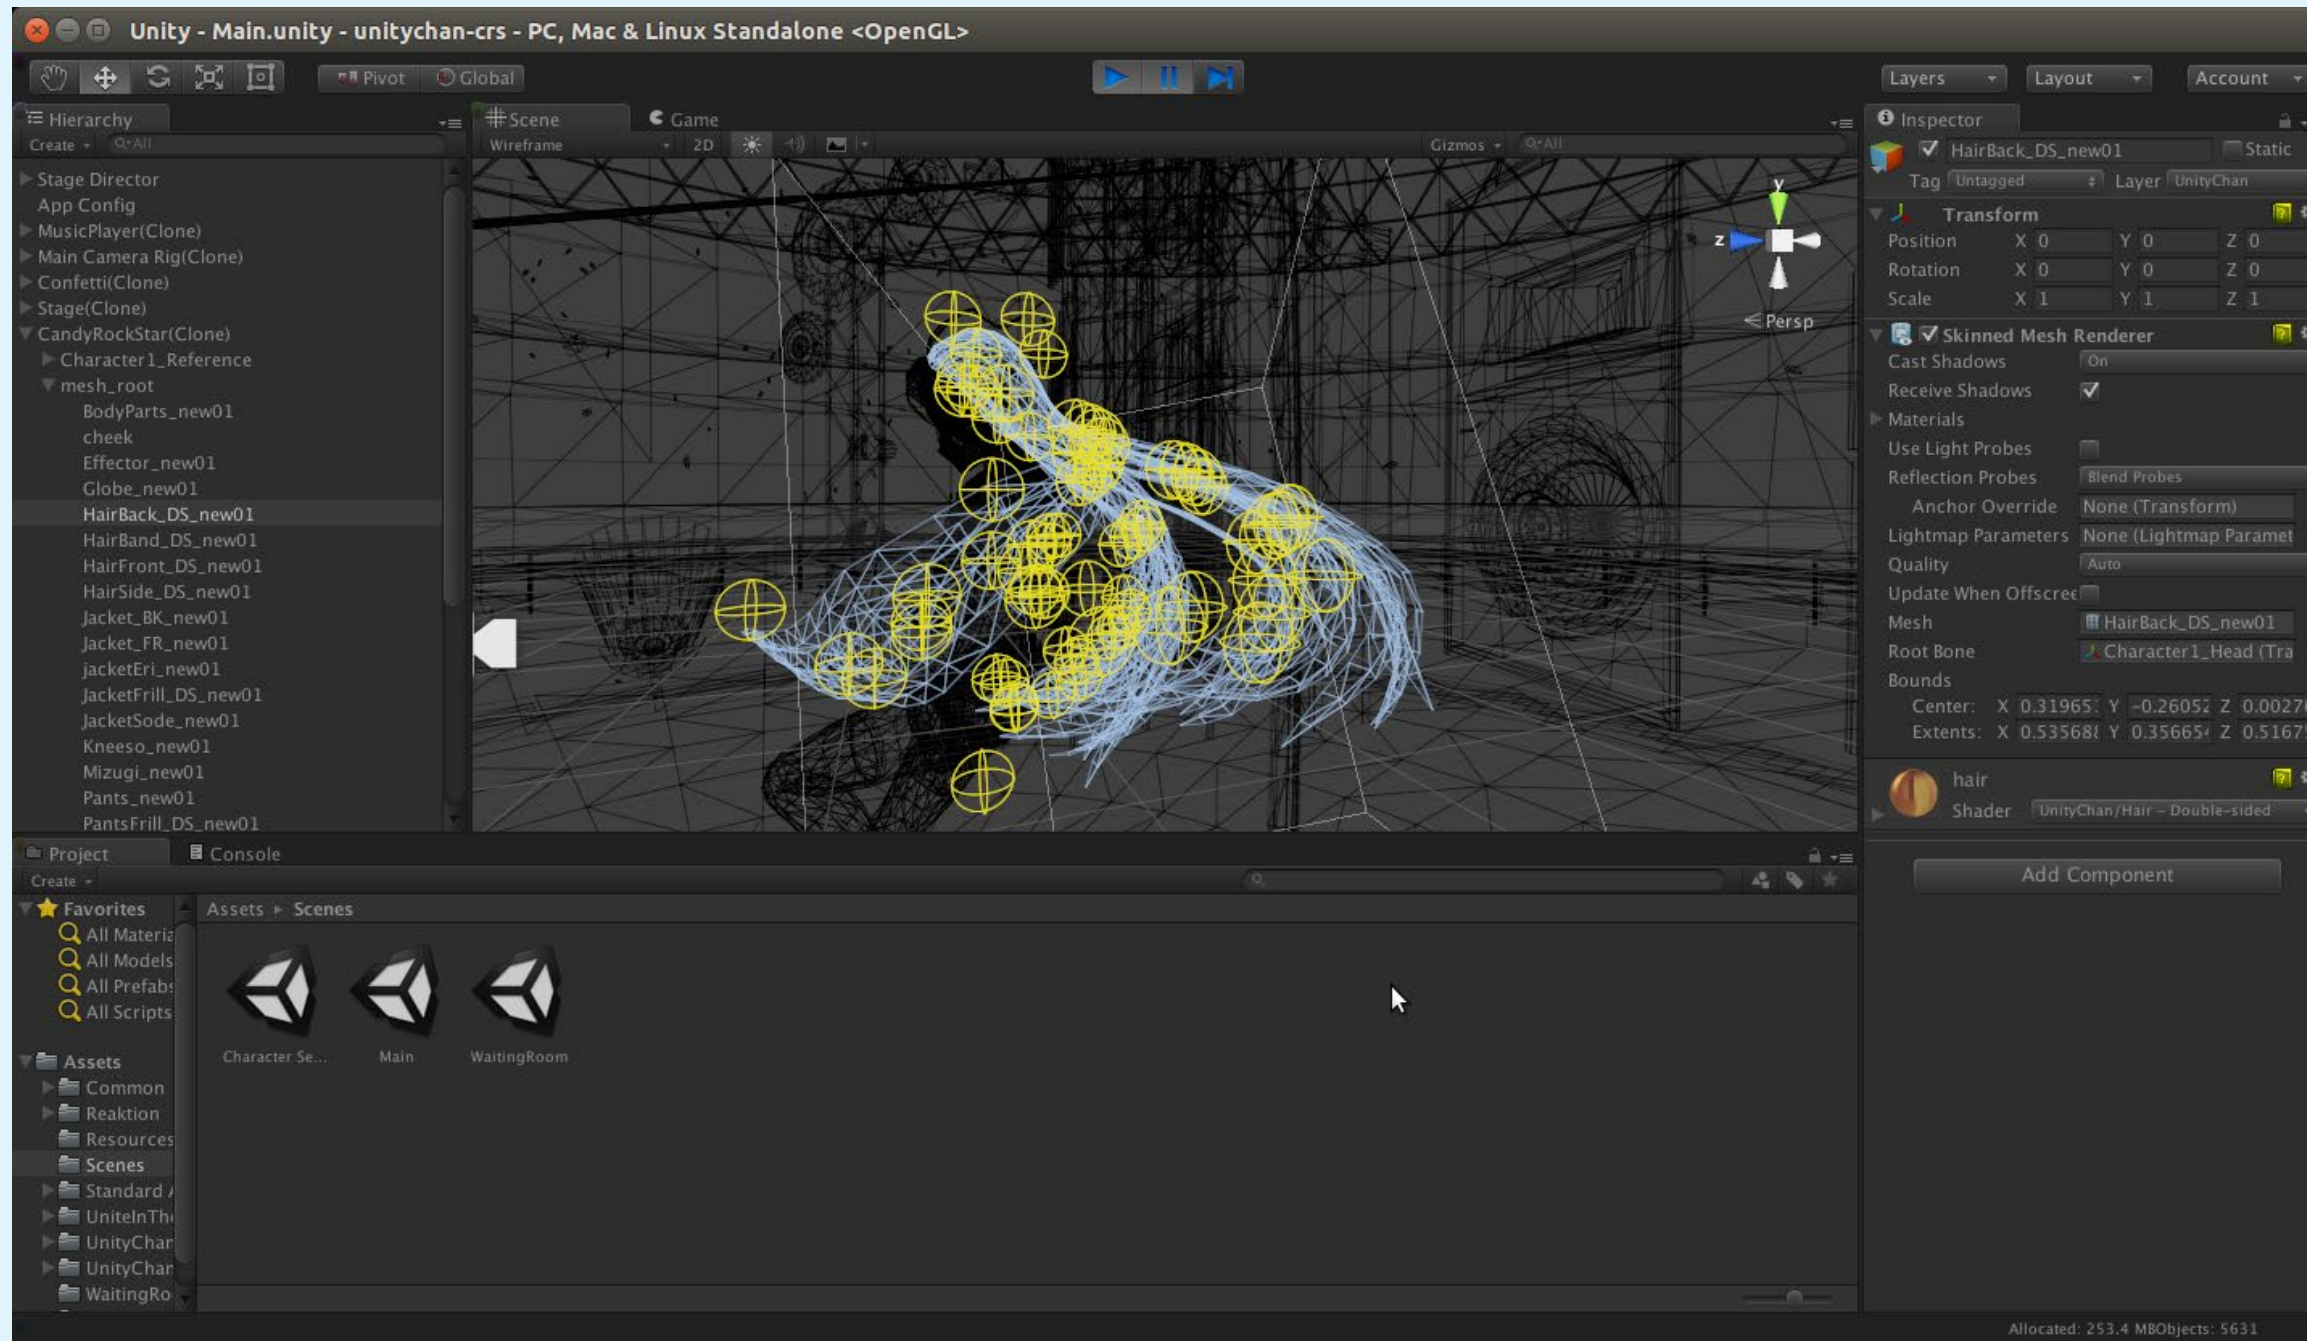 Unity - Main.unity - unitychan-crs - PC, Mac & Linux Standalone <OpenGL>
Pivot Global
Layers Layout Account
Hierarchy
Create All
Stage Director
App Config
MusicPlayer(Clone)
Main Camera Rig(Clone)
Confetti(Clone)
Stage(Clone)
CandyRockStar(Clone)
Character1_Reference
mesh_root
BodyParts_new01
cheek
Effector_new01
Globe_new01
HairBack_DS_new01
HairBand_DS_new01
HairFront_DS_new01
HairSide_DS_new01
Jacket_BK_new01
Jacket_FR_new01
jacketEri_new01
JacketFrill_DS_new01
JacketSode_new01
Kneeso_new01
Mizugi_new01
Pants_new01
PantsFrill_DS_new01
Scene Game
Wireframe 2D Gizmos All
y
z
Persp
Inspector
HairBack_DS_new01 Static
Tag Untagged Layer UnityChan
Transform
Position X 0 Y 0 Z 0
Rotation X 0 Y 0 Z 0
Scale X 1 Y 1 Z 1
Skinned Mesh Renderer
Cast Shadows On
Receive Shadows
Materials
Use Light Probes
Reflection Probes Blend Probes
Anchor Override None (Transform)
Lightmap Parameters None (Lightmap Paramet
Quality Auto
Update When Offscree
Mesh HairBack_DS_new01
Root Bone Character1_Head (Tra
Bounds
Center: X 0.31965 Y -0.26052 Z 0.0027
Extents: X 0.53568 Y 0.35665 Z 0.5167
hair
Shader UnityChan/Hair - Double-sided
Add Component
Project Console
Create
Favorites
All Materia
All Models
All Prefabs
All Scripts
Assets
Common
Reaktion
Resources
Scenes
Standard
UniteInThe
UnityChan
UnityChan
WaitingRo
Assets Scenes
Character Se... Main WaitingRoom
Allocated: 253.4 MBObjects: 5631